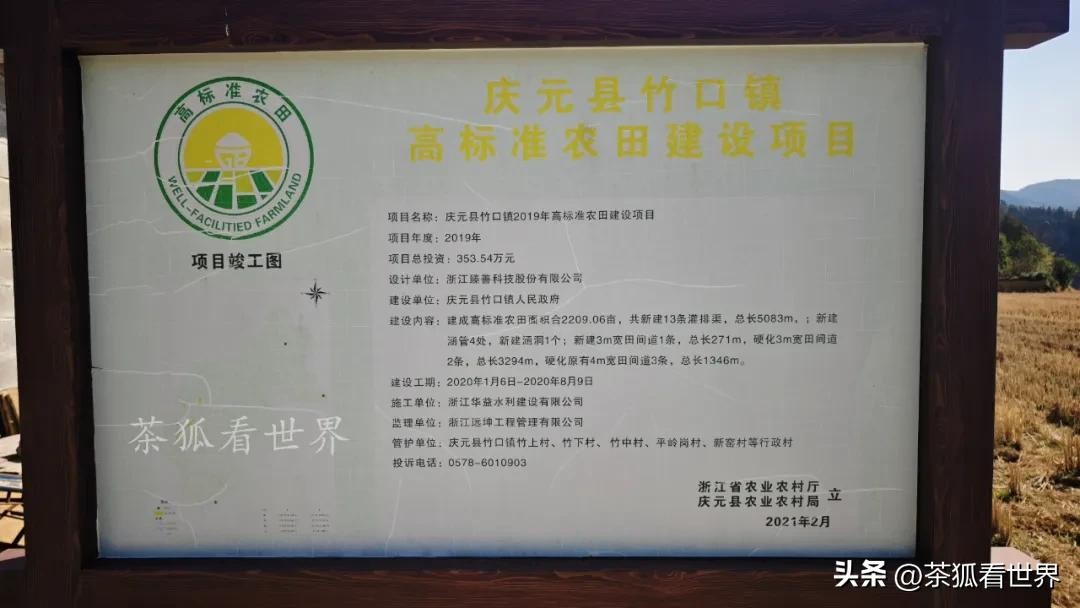 高标准农田
WELL-FACILITIED FARMLAND
项目竣工图
庆元县竹口镇
高标准农田建设项目
项目名称：庆元县竹口镇2019年高标准农田建设项目
项目年度：2019年
项目总投资：353.54万元
设计单位：浙江臻善科技股份有限公司
建设单位：庆元县竹口镇人民政府
建设内容：建成高标准农田面积合2209.06亩，共新建13条灌排渠，总长5083m，；新建
涵管4处，新建涵洞1个；新建3m宽田间道1条，总长271m，硬化3m宽田间道
2条，总长3294m，硬化原有4m宽田间道3条，总长1346m。
建设工期：2020年1月6日-2020年8月9日
施工单位：浙江华益水利建设有限公司
监理单位：浙江远坤工程管理有限公司
管护单位：庆元县竹口镇竹上村、竹下村、竹中村、平岭岗村、新窑村等行政村
投诉电话：0578-6010903
浙江省农业农村厅
庆元县农业农村局 立
2021年2月
茶狐看世界
头条 @茶狐看世界